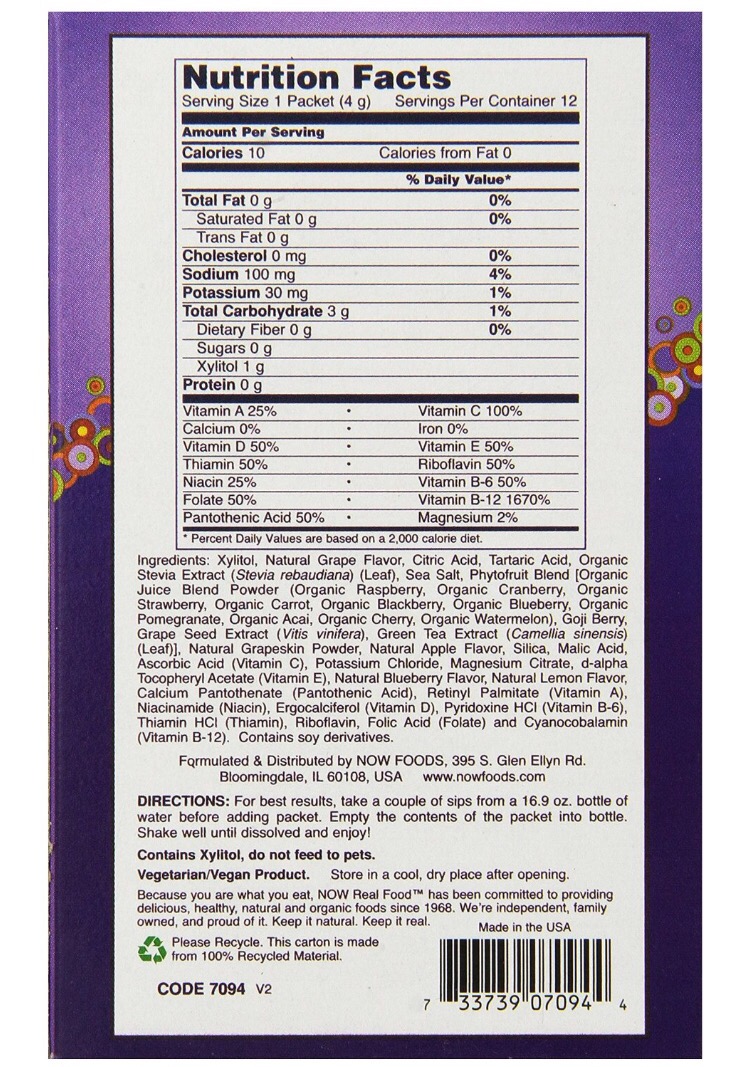 Nutrition Facts
Serving Size 1 Packet (4 g) Servings Per Container 12
Amount Per Serving
Calories 10 Calories from Fat 0
% Daily Value*
Total Fat 0 g 0%
Saturated Fat 0 g 0%
Trans Fat 0 g
Cholesterol 0 mg 0%
Sodium 100 mg 4%
Potassium 30 mg 1%
Total Carbohydrate 3 g 1%
Dietary Fiber 0 g 0%
Sugars 0 g
Xylitol 1 g
Protein 0 g
Vitamin A 25% • Vitamin C 100%
Calcium 0% • Iron 0%
Vitamin D 50% • Vitamin E 50%
Thiamin 50% • Riboflavin 50%
Niacin 25% • Vitamin B-6 50%
Folate 50% • Vitamin B-12 1670%
Pantothenic Acid 50% • Magnesium 2%
* Percent Daily Values are based on a 2,000 calorie diet.
Ingredients: Xylitol, Natural Grape Flavor, Citric Acid, Tartaric Acid, Organic
Stevia Extract (Stevia rebaudiana) (Leaf), Sea Salt, Phytofruit Blend [Organic
Juice Blend Powder (Organic Raspberry, Organic Cranberry, Organic
Strawberry, Organic Carrot, Organic Blackberry, Organic Blueberry, Organic
Pomegranate, Organic Acai, Organic Cherry, Organic Watermelon), Goji Berry,
Grape Seed Extract (Vitis vinifera), Green Tea Extract (Camellia sinensis)
(Leaf)], Natural Grapeskin Powder, Natural Apple Flavor, Silica, Malic Acid,
Ascorbic Acid (Vitamin C), Potassium Chloride, Magnesium Citrate, d-alpha
Tocopheryl Acetate (Vitamin E), Natural Blueberry Flavor, Natural Lemon Flavor,
Calcium Pantothenate (Pantothenic Acid), Retinyl Palmitate (Vitamin A),
Niacinamide (Niacin), Ergocalciferol (Vitamin D), Pyridoxine HCl (Vitamin B-6),
Thiamin HCl (Thiamin), Riboflavin, Folic Acid (Folate) and Cyanocobalamin
(Vitamin B-12). Contains soy derivatives.
Formulated & Distributed by NOW FOODS, 395 S. Glen Ellyn Rd.
Bloomingdale, IL 60108, USA www.nowfoods.com
DIRECTIONS: For best results, take a couple of sips from a 16.9 oz. bottle of
water before adding packet. Empty the contents of the packet into bottle.
Shake well until dissolved and enjoy!
Contains Xylitol, do not feed to pets.
Vegetarian/Vegan Product. Store in a cool, dry place after opening.
Because you are what you eat, NOW Real Food™ has been committed to providing
delicious, healthy, natural and organic foods since 1968. We're independent, family
owned, and proud of it. Keep it natural. Keep it real.
Made in the USA
Please Recycle. This carton is made
from 100% Recycled Material.
CODE 7094 V2
7 33739 07094 4